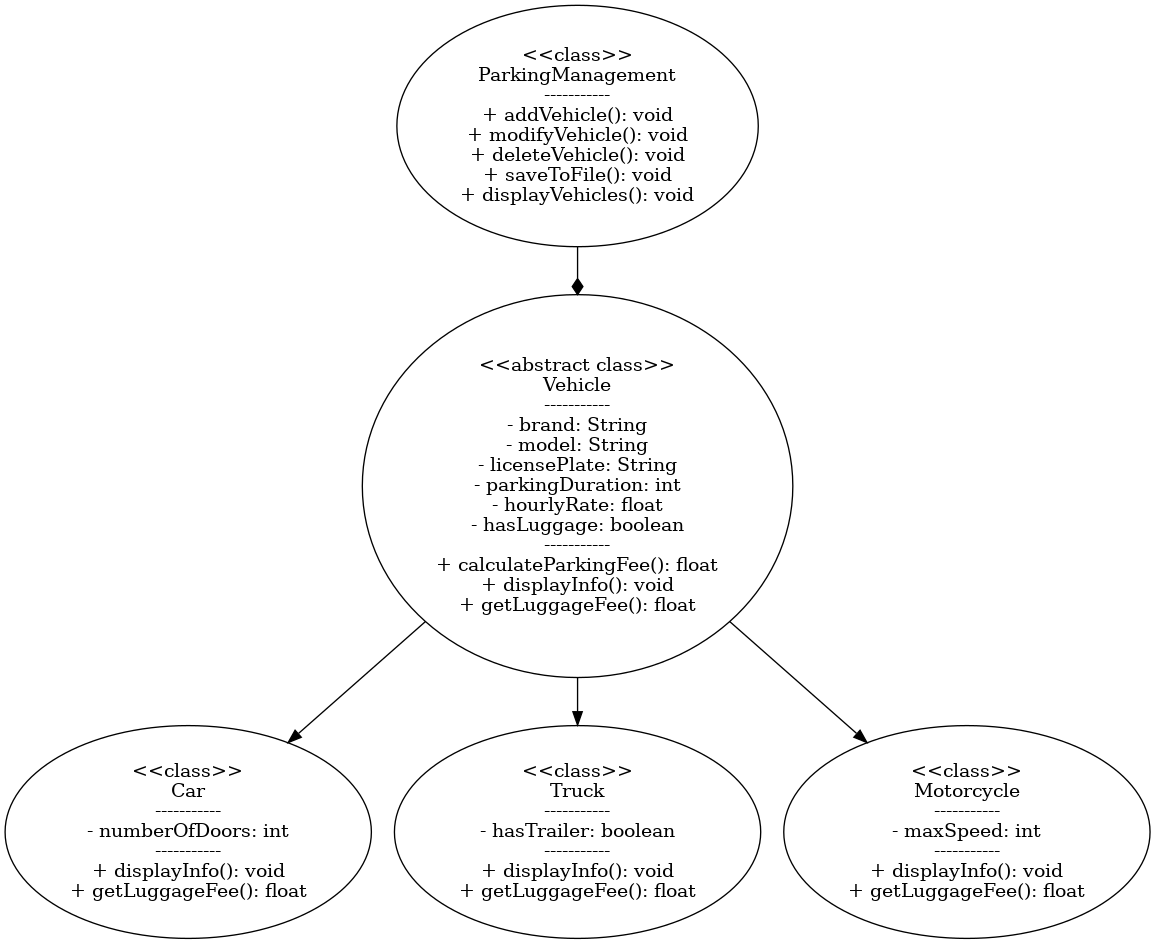 <<class>>
ParkingManagement
-----------
+ addVehicle(): void
+ modifyVehicle(): void
+ deleteVehicle(): void
+ saveToFile(): void
+ displayVehicles(): void
<<abstract class>>
Vehicle
-----------
- brand: String
- model: String
- licensePlate: String
- parkingDuration: int
- hourlyRate: float
- hasLuggage: boolean
-----------
+ calculateParkingFee(): float
+ displayInfo(): void
+ getLuggageFee(): float
<<class>>
Car
-----------
- numberOfDoors: int
-----------
+ displayInfo(): void
+ getLuggageFee(): float
<<class>>
Truck
-----------
- hasTrailer: boolean
-----------
+ displayInfo(): void
+ getLuggageFee(): float
<<class>>
Motorcycle
-----------
- maxSpeed: int
-----------
+ displayInfo(): void
+ getLuggageFee(): float